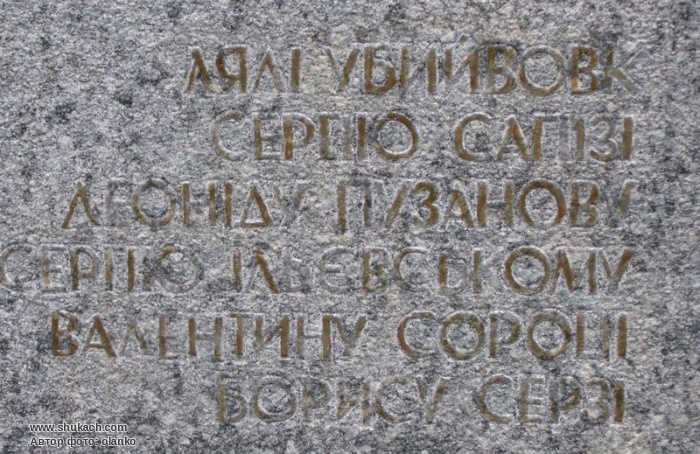 ЛЯЛІ УБИЙВОВК
СЕРГІЮ САПІЗІ
ЛЕОНІДУ ПУЗАНОВУ
СЕРГІЮ ІЛЬЄВСЬКОМУ
ВАЛЕНТИНУ СОРОЦІ
БОРИСУ СЕРЗІ
www.shukach.com
Автор фото: olanko